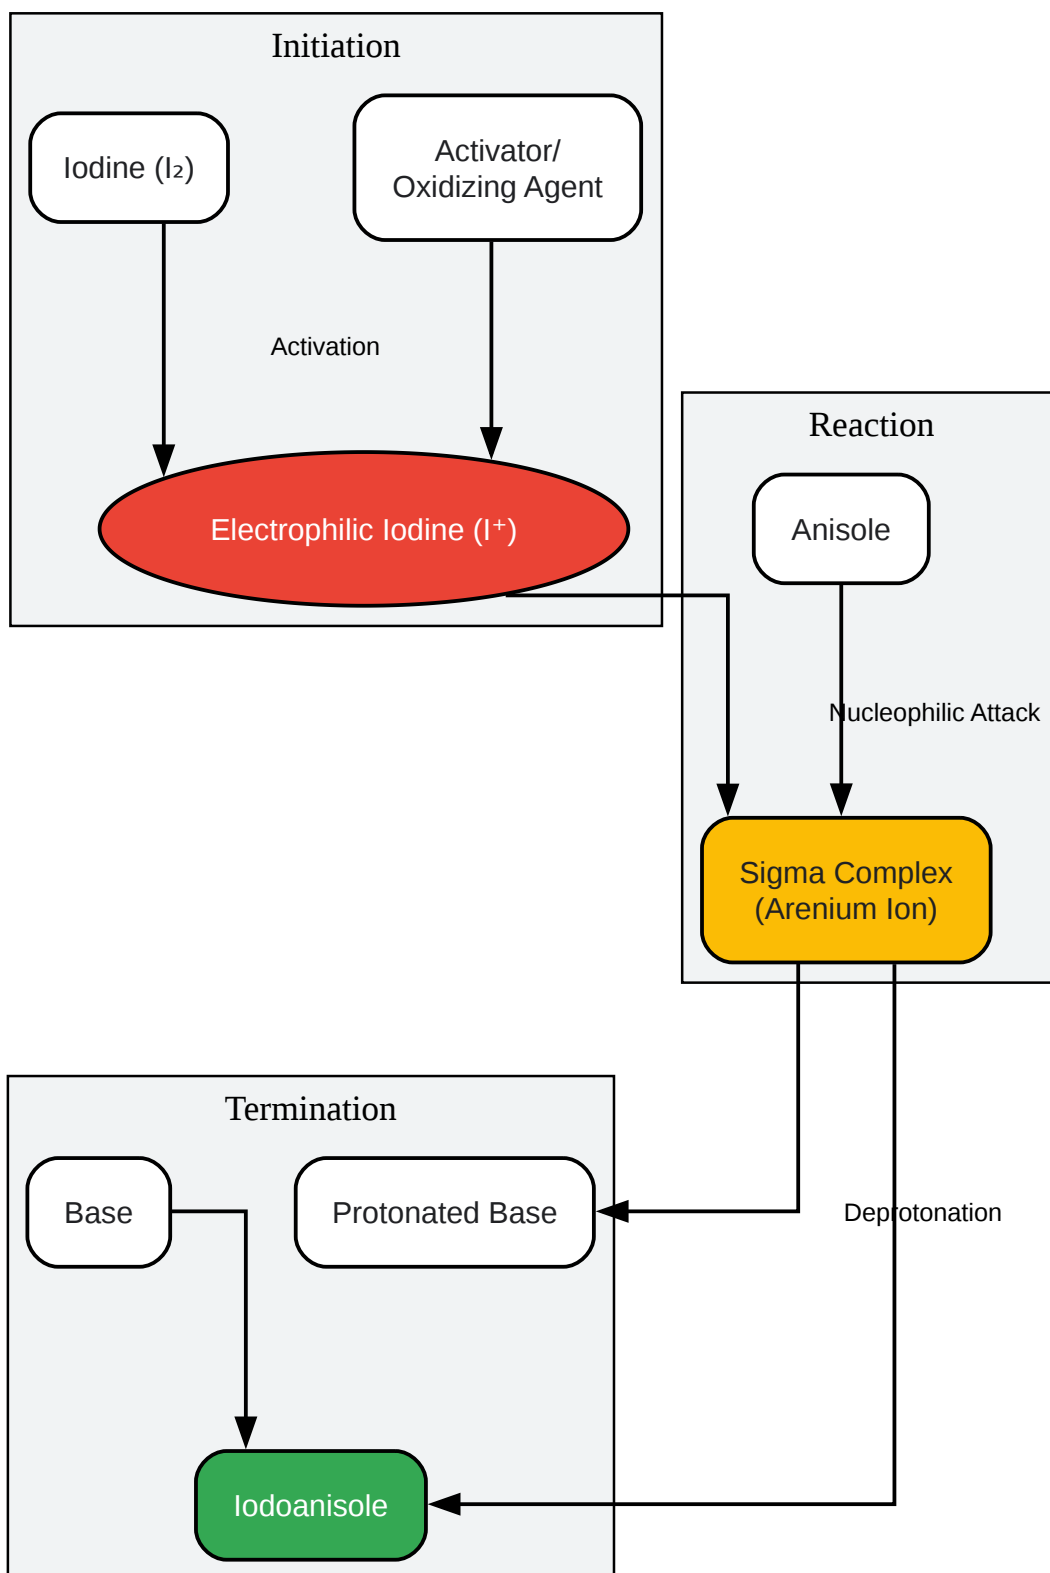 Initiation
Iodine (I₂)
Activator/
Oxidizing Agent
Activation
Electrophilic Iodine (I⁺)
Reaction
Anisole
Nucleophilic Attack
Sigma Complex
(Arenium Ion)
Termination
Base
Protonated Base
Deprotonation
Iodoanisole